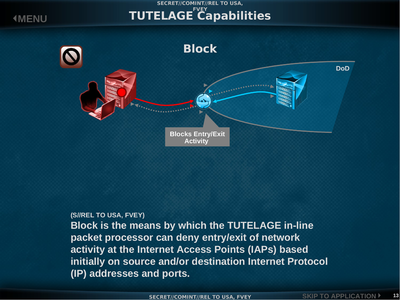 SECRET//COMINT//REL TO USA,
FVEY
TUTELAGE Capabilities
MENU
Block
DoD
Blocks Entry/Exit
Activity
(S//REL TO USA, FVEY)
Block is the means by which the TUTELAGE in-line
packet processor can deny entry/exit of network
activity at the Internet Access Points (IAPs) based
initially on source and/or destination Internet Protocol
(IP) addresses and ports.
SECRET//COMINT//REL TO USA, FVEY
SKIP TO APPLICATION
12